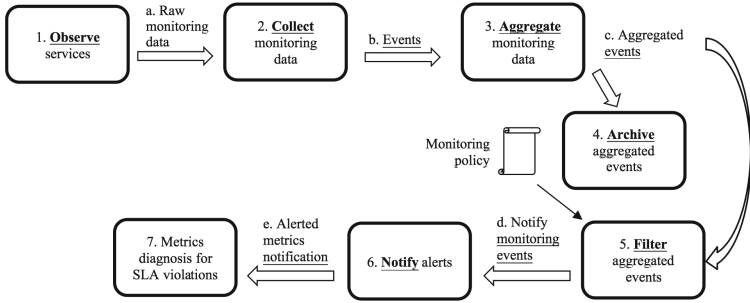 1. Observe
services
a. Raw
monitoring
data
2. Collect
monitoring
data
b. Events
3. Aggregate
monitoring
data
c. Aggregated
events
4. Archive
aggregated
events
Monitoring
policy
5. Filter
aggregated
events
d. Notify
monitoring
events
6. Notify alerts
e. Alerted
metrics
notification
7. Metrics
diagnosis for
SLA violations